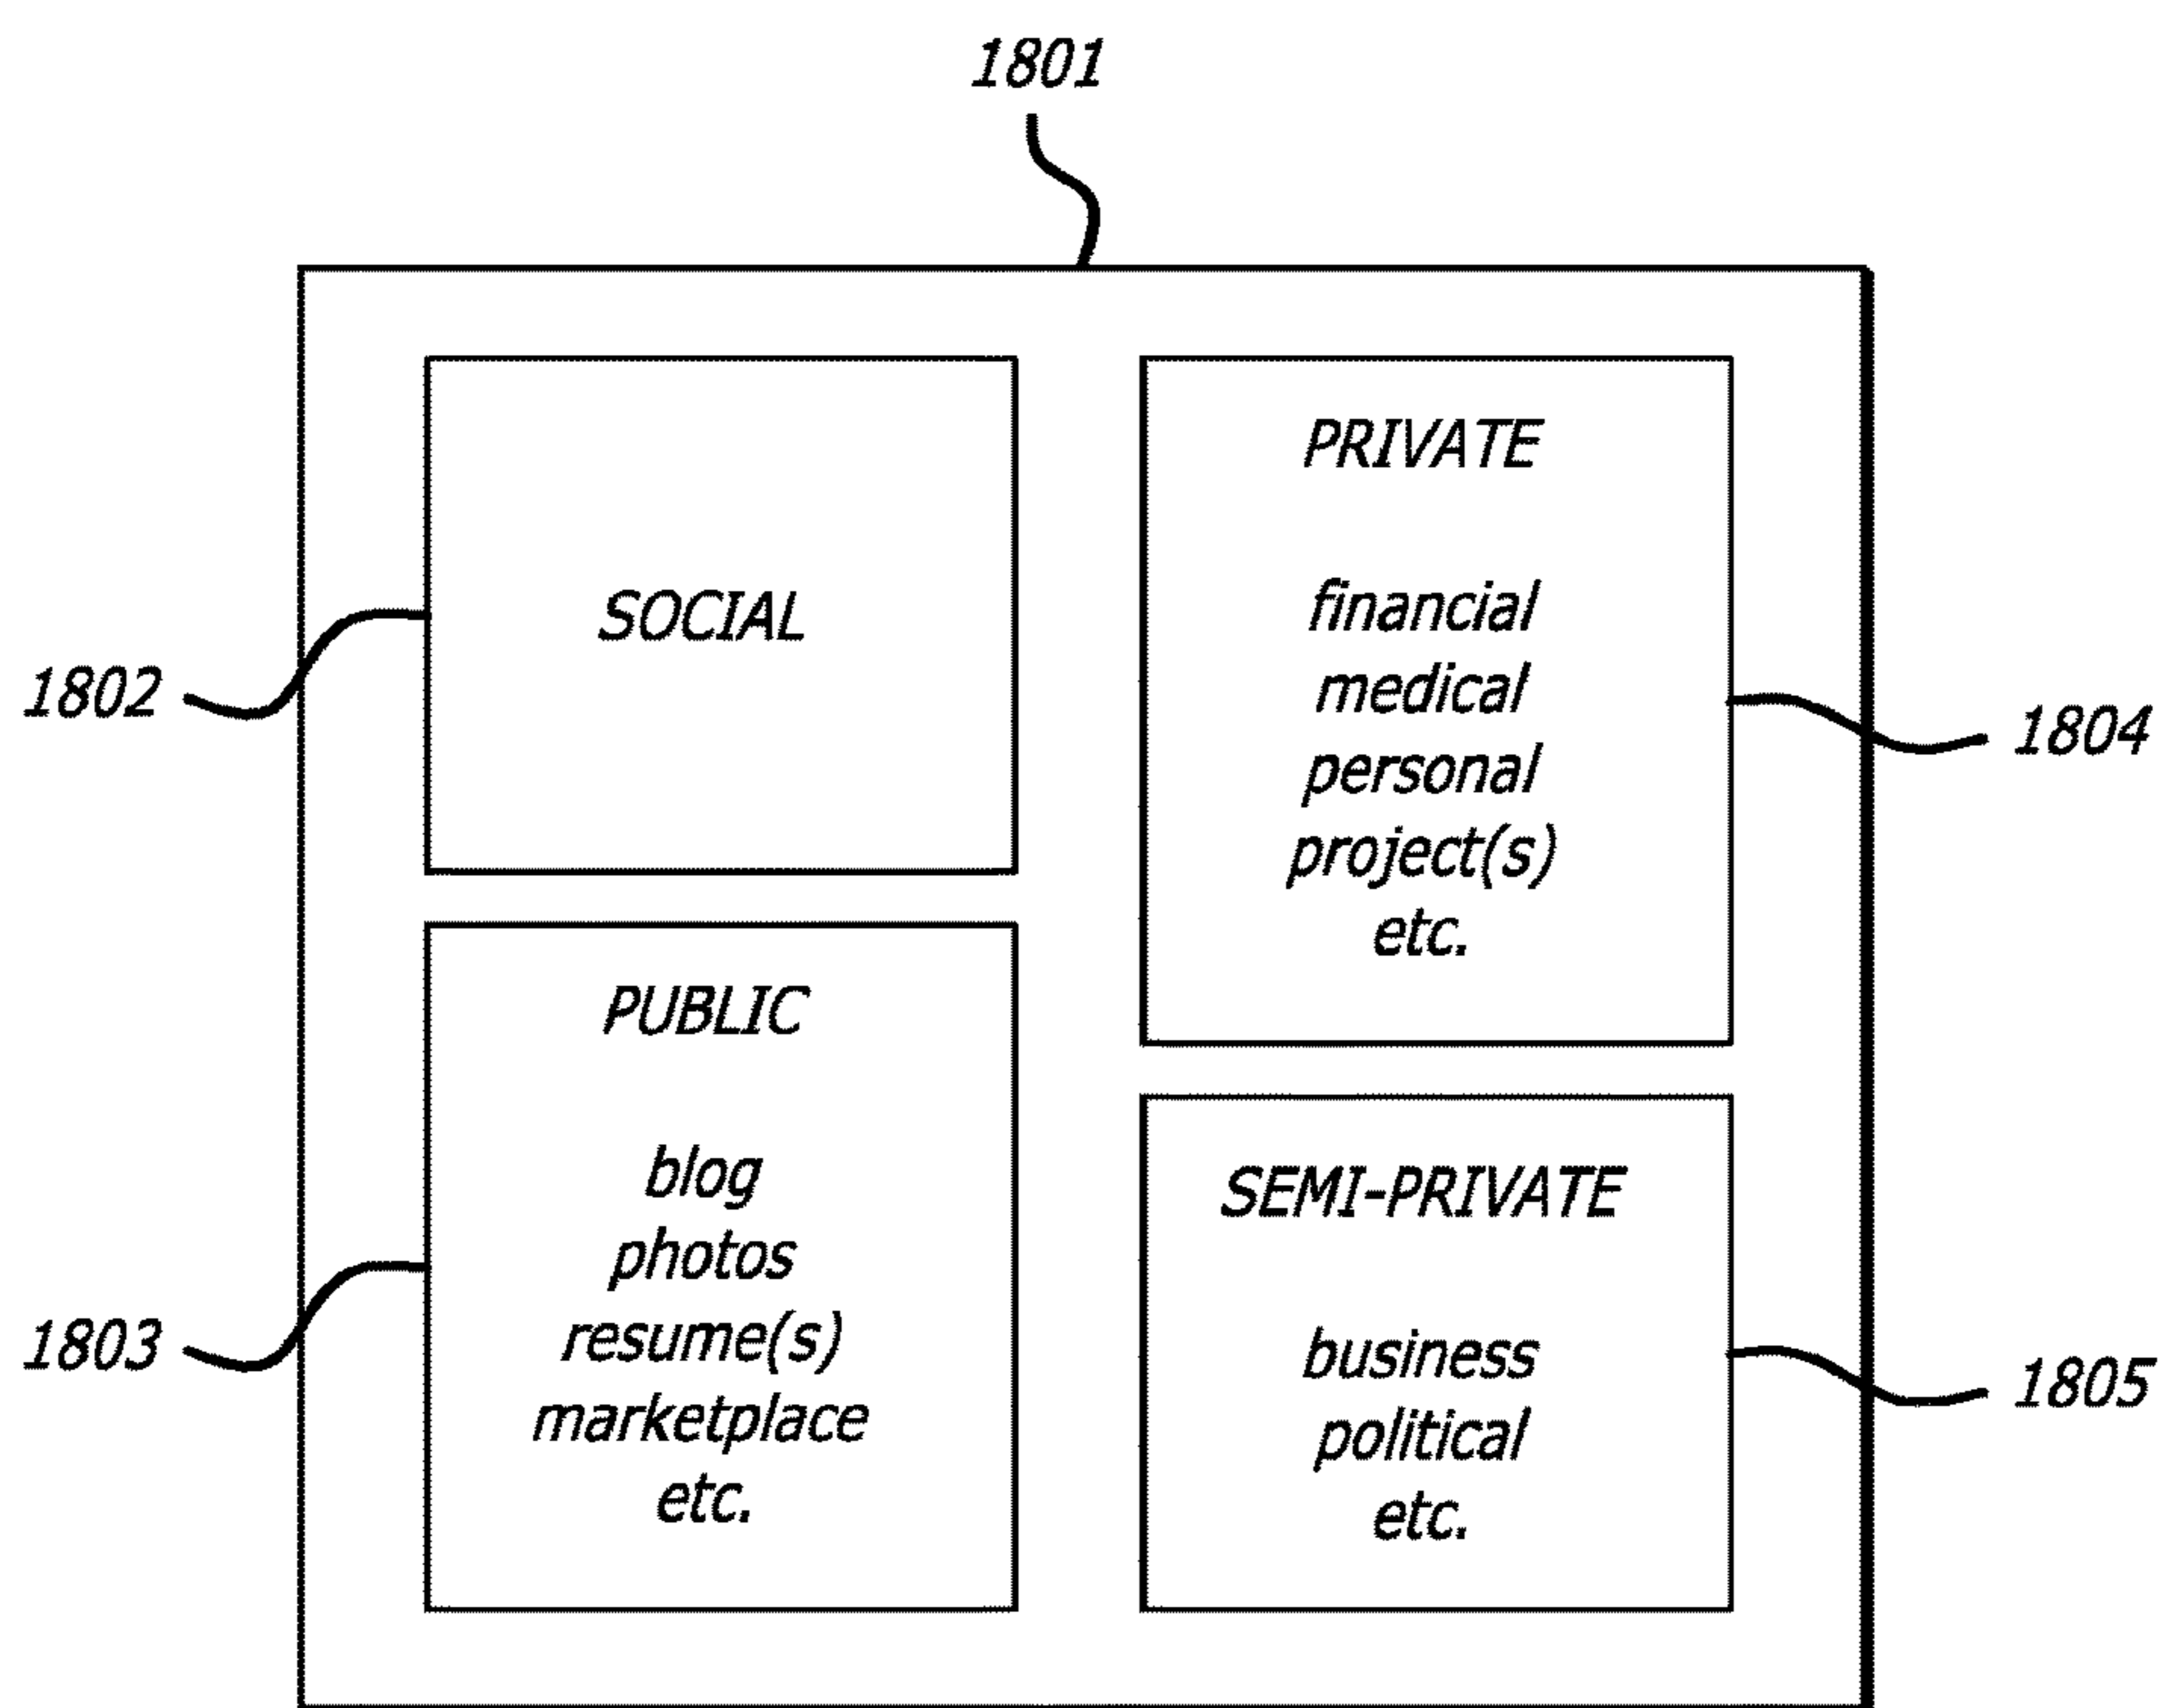 1801
SOCIAL
1802
PUBLIC
blog
photos
resume(s)
marketplace
etc.
1803
PRIVATE
financial
medical
personal
project(s)
etc.
1804
SEMI-PRIVATE
business
political
etc.
1805